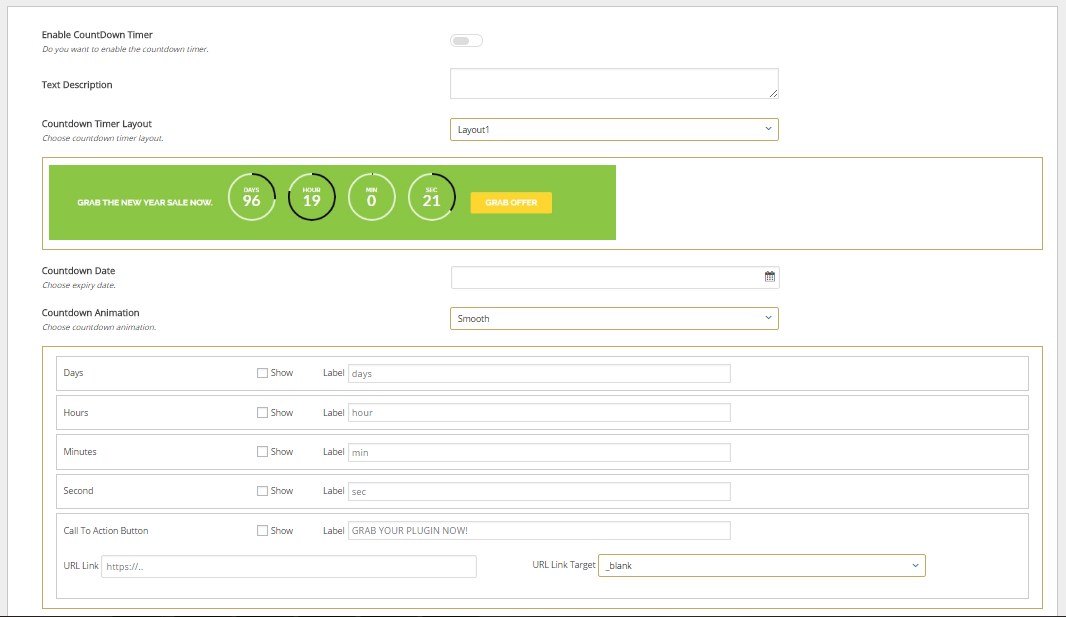 Enable CountDown Timer
Do you want to enable the countdown timer.
Text Description
Countdown Timer Layout
Choose countdown timer layout.
Layout1
GRAB THE NEW YEAR SALE NOW.
DAYS
96
HOUR
19
MIN
0
SEC
21
GRAB OFFER
Countdown Date
Choose expiry date.
Countdown Animation
Choose countdown animation.
Smooth
Days Show Label days
Hours Show Label hour
Minutes Show Label min
Second Show Label sec
Call To Action Button Show Label GRAB YOUR PLUGIN NOW!
URL Link https://.. URL Link Target _blank